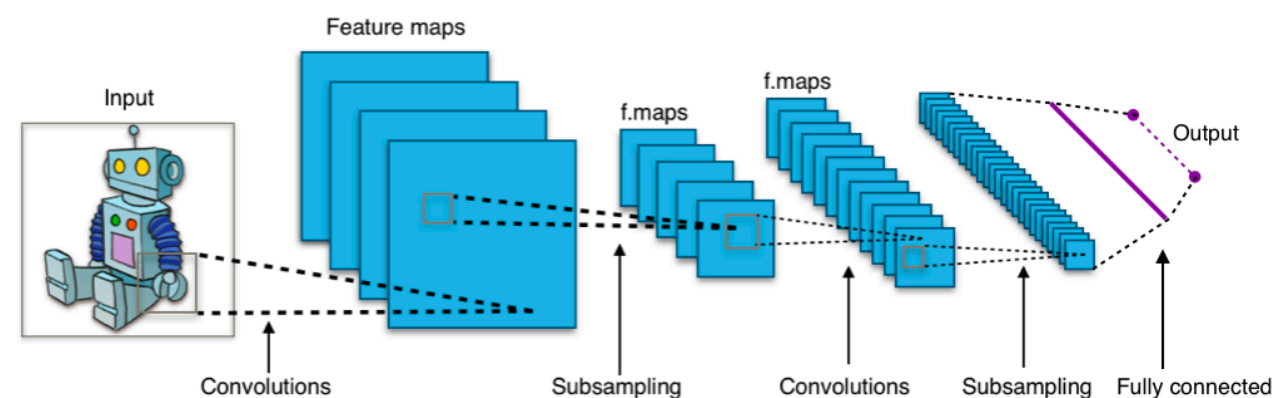 Feature maps
Input
f.maps
f.maps
Output
Convolutions
Subsampling
Convolutions
Subsampling
Fully connected